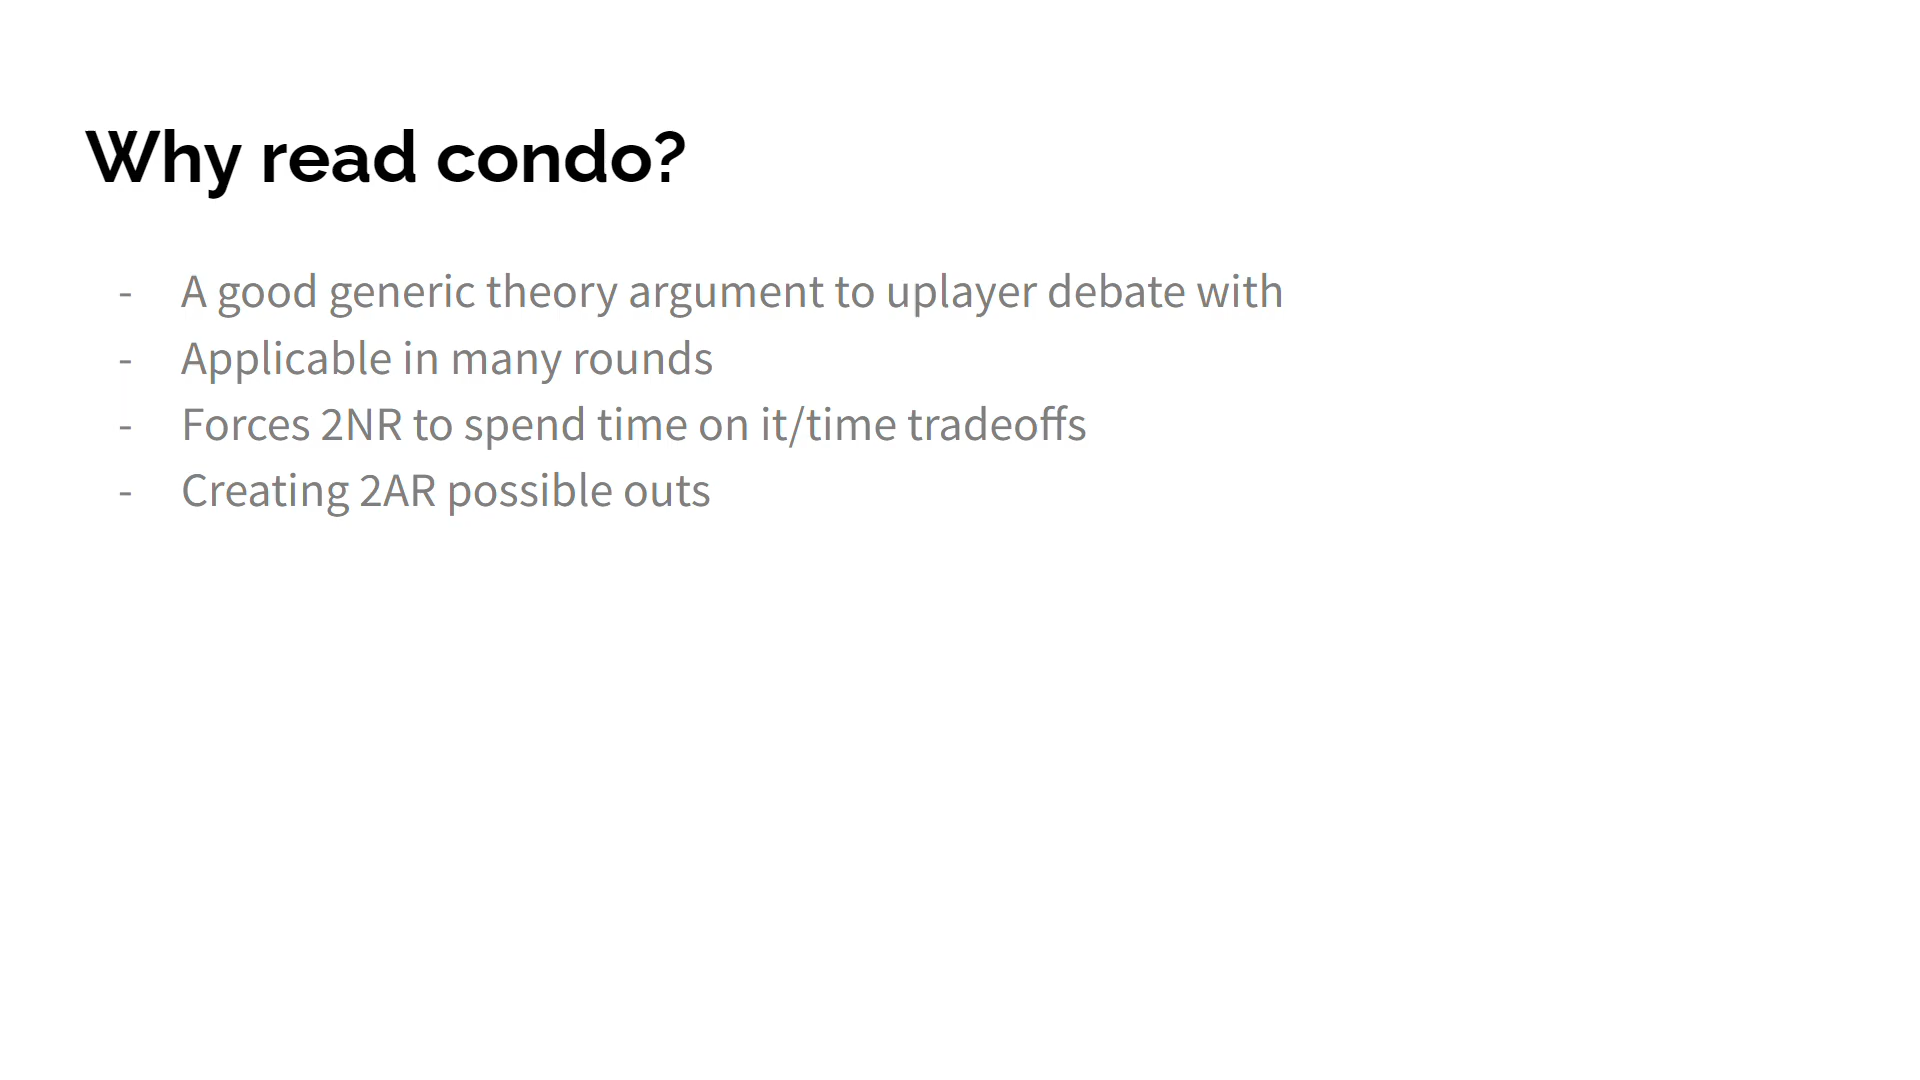 Why read condo?
- A good generic theory argument to uplayer debate with
- Applicable in many rounds
- Forces 2NR to spend time on it/time tradeoffs
- Creating 2AR possible outs